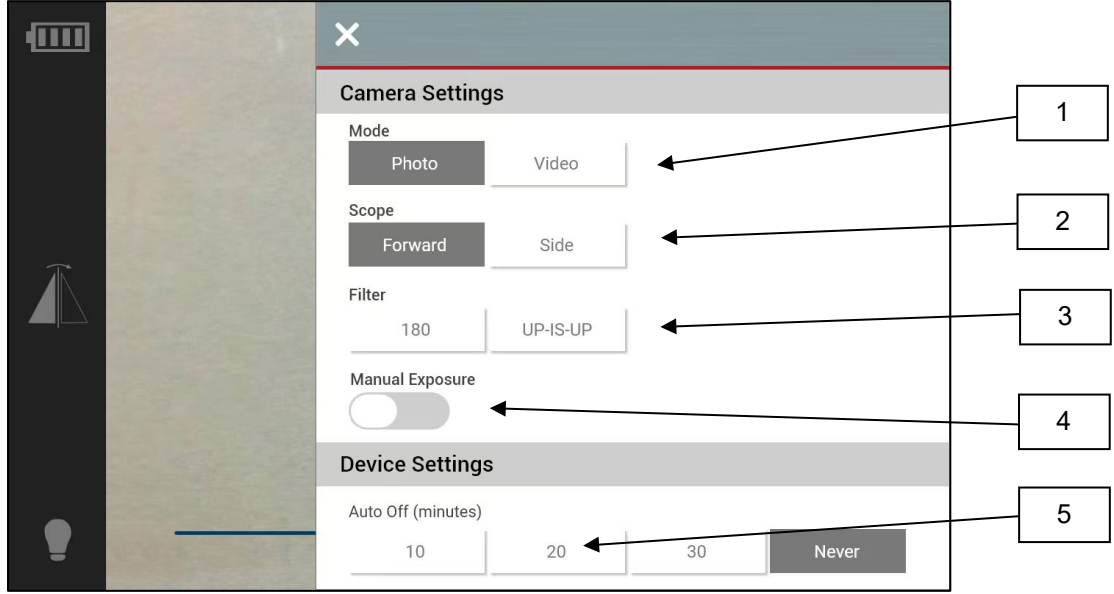 Camera Settings
1
Mode
Photo Video
Scope
2
Forward Side
Filter
3
180 UP-IS-UP
Manual Exposure
4
Device Settings
Auto Off (minutes)
5
10 20 30 Never